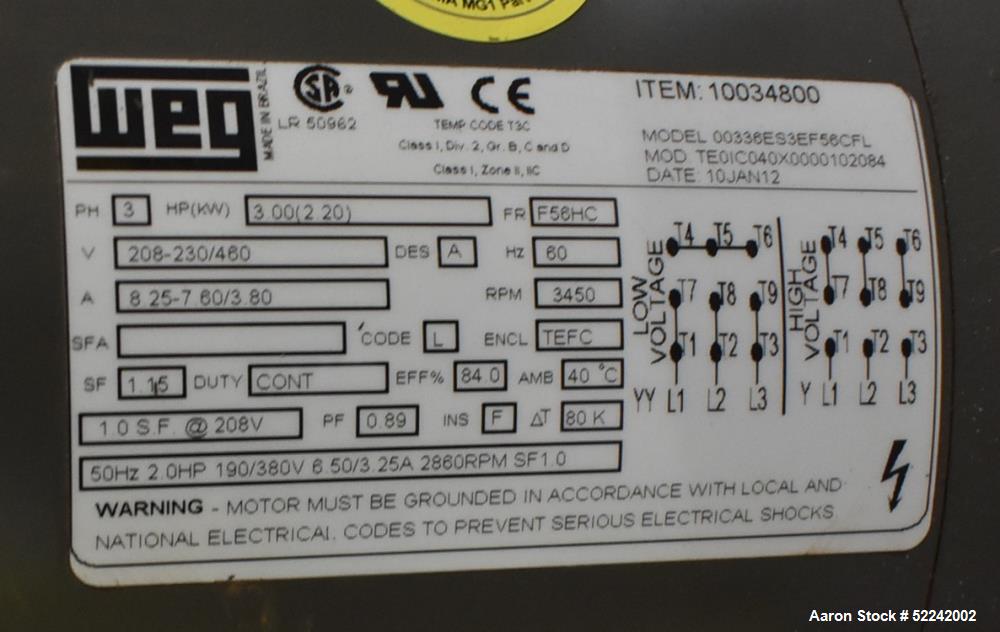 MA MG1 Par
WEG
MADE IN BRAZIL
SA ®
LR 50962
RU CE
TEMP CODE T3C
Class I, Div. 2, Gr. B, C and D
Class I, Zone II, IIC
ITEM: 10034800
MODEL 00336ES3EF56CFL
MOD. TE0IC040X0000102084
DATE: 10JAN12
PH 3 HP(KW) 3.00(2.20) FR F56HC
V 208-230/460 DES A Hz 60
A 8.25-7.60/3.80 RPM 3450
SFA CODE L ENCL TEFC
SF 1.15 DUTY CONT EFF% 84.0 AMB 40 °C
1.0 S.F. @ 208V PF 0.89 INS F ΔT 80 K
50Hz 2.0HP 190/380V 6.50/3.25A 2860RPM SF1.0
LOW VOLTAGE
T4 T5 T6
T7 T8 T9
T1 T2 T3
YY L1 L2 L3
HIGH VOLTAGE
T4 T5 T6
T7 T8 T9
T1 T2 T3
Y L1 L2 L3
WARNING - MOTOR MUST BE GROUNDED IN ACCORDANCE WITH LOCAL AND
NATIONAL ELECTRICAL CODES TO PREVENT SERIOUS ELECTRICAL SHOCKS
Aaron Stock # 52242002